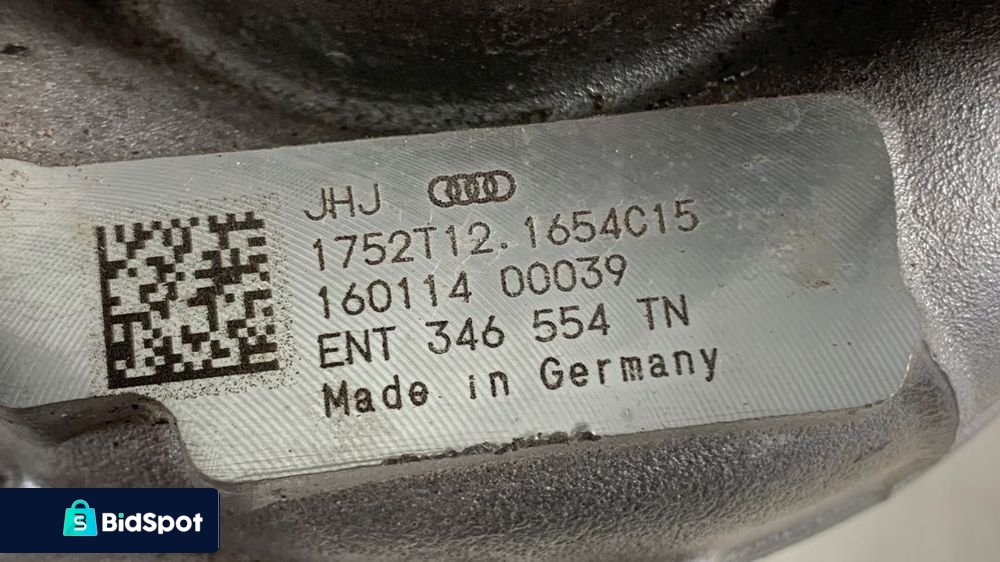 JHJ
1752T12.1654C15
160114 00039
ENT 346 554 TN
Made in Germany
BidSpot